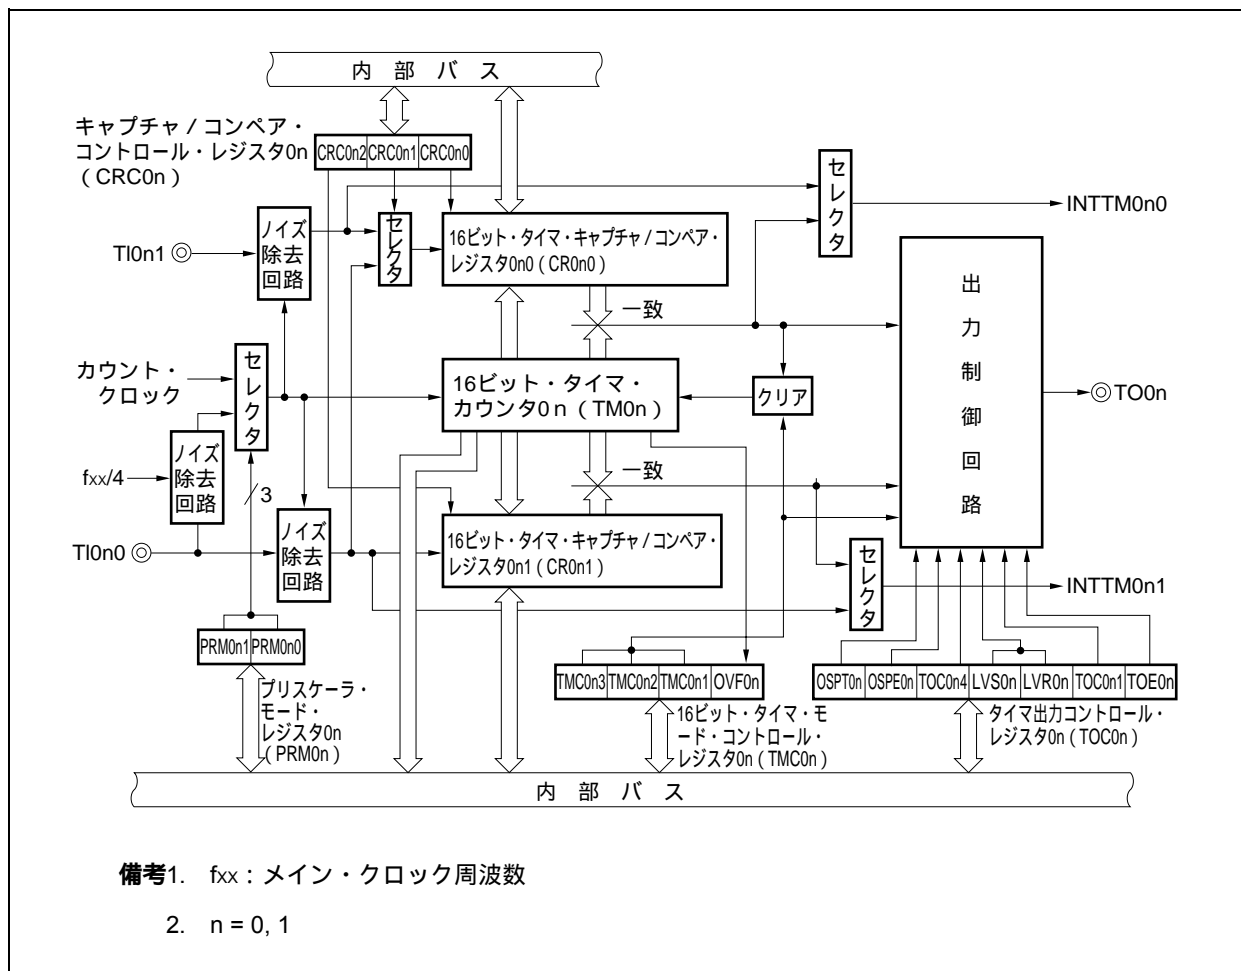 内部バス
キャプチャ/コンペア・
コントロール・レジスタ0n
(CRC0n)
CRC0n2 CRC0n1 CRC0n0
セレクタ
INTTM0n0
TI0n1
ノイズ
除去
回路
セレクタ
16ビット・タイマ・キャプチャ/コンペア・
レジスタ0n0(CR0n0)
出力制御回路
一致
カウント・
クロック
セレクタ
16ビット・タイマ・
カウンタ0n(TM0n)
クリア
TO0n
fxx/4
ノイズ
除去
回路
3
一致
TI0n0
ノイズ
除去
回路
16ビット・タイマ・キャプチャ/コンペア・
レジスタ0n1(CR0n1)
セレクタ
INTTM0n1
PRM0n1 PRM0n0
プリスケーラ・
モード・
レジスタ0n
(PRM0n)
TMC0n3 TMC0n2 TMC0n1 OVF0n
16ビット・タイマ・モ
ード・コントロール・
レジスタ0n(TMC0n)
OSPT0n OSPE0n TOC0n4 LVS0n LVR0n TOC0n1 TOE0n
タイマ出力コントロール・
レジスタ0n(TOC0n)
内部バス
備考1. fxx:メイン・クロック周波数
2. n = 0, 1